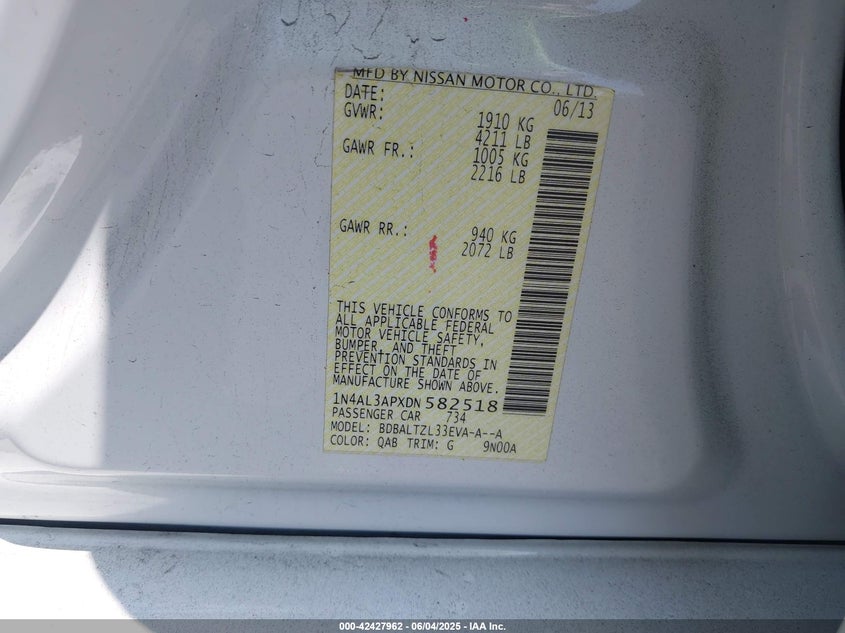 MFD BY NISSAN MOTOR CO., LTD.
DATE: 06/13
GVWR: 1910 KG
4211 LB
GAWR FR.: 1005 KG
2216 LB
GAWR RR.: 940 KG
2072 LB
THIS VEHICLE CONFORMS TO
ALL APPLICABLE FEDERAL
MOTOR VEHICLE SAFETY,
BUMPER, AND THEFT
PREVENTION STANDARDS IN
EFFECT ON THE DATE OF
MANUFACTURE SHOWN ABOVE.
1N4AL3APXDN582518
PASSENGER CAR 734
MODEL: BDBALTZL33EVA-A--A
COLOR: QAB TRIM: G 9N00A
000-42427962 - 06/04/2025 - IAA Inc.